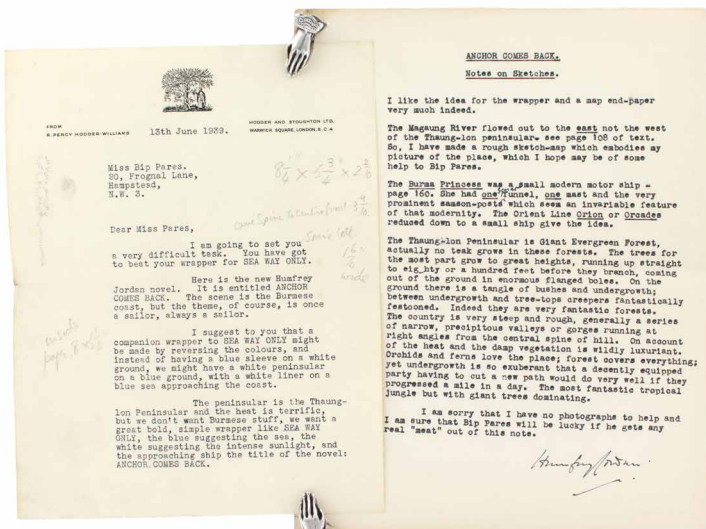 FROM
R. PERCY HODDER-WILLIAMS
HODDER AND STOUGHTON LTD.
WARWICK SQUARE, LONDON, E.C.4
13th June 1939.
Miss Bip Pares.
20, Frognal Lane,
Hampstead,
N.W. 3.
Dear Miss Pares,
I am going to set you
a very difficult task. You have got
to beat your wrapper for SEA WAY ONLY.
Here is the new Humfrey
Jordan novel. It is entitled ANCHOR
COMES BACK. The scene is the Burmese
coast, but the theme, of course, is once
a sailor, always a sailor.
I suggest to you that a
companion wrapper to SEA WAY ONLY might
be made by reversing the colours, and
instead of having a blue sleeve on a white
ground, we might have a white peninsular
on a blue ground, with a white liner on a
blue sea approaching the coast.
The peninsular is the Thaung-
lon Peninsular and the heat is terrific,
but we don't want Burmese stuff, we want a
great bold, simple wrapper like SEA WAY
ONLY, the blue suggesting the sea, the
white suggesting the intense sunlight, and
the approaching ship the title of the novel:
ANCHOR COMES BACK.
ANCHOR COMES BACK.
Notes on Sketches.
I like the idea for the wrapper and a map end-paper
very much indeed.
The Magaung River flowed out to the east not the west
of the Thaung-lon peninsular- see page 108 of text.
So, I have made a rough sketch-map which embodies my
picture of the place, which I hope may be of some
help to Bip Pares.
The Burma Princess was a small modern motor ship -
page 160. She had one funnel, one mast and the very
prominent samson-posts which seem an invariable feature
of that modernity. The Orient Line Orion or Orcades
reduced down to a small ship give the idea.
The Thaung-lon Peninsular is Giant Evergreen Forest,
actually no teak grows in these forests. The trees for
the most part grow to great heights, running up straight
to eighty or a hundred feet before they branch, coming
out of the ground in enormous flanged boles. On the
ground there is a tangle of bushes and undergrowth;
between undergrowth and tree-tops creepers fantastically
festooned. Indeed they are very fantastic forests.
The country is very steep and rough, generally a series
of narrow, precipitous valleys or gorges running at
right angles from the central spine of hill. On account
of the heat and the damp vegetation is wildly luxuriant.
Orchids and ferns love the place; forest covers everything;
yet undergrowth is so exuberant that a decently equipped
party having to cut a new path would do very well if they
progressed a mile in a day. The most fantastic tropical
jungle but with giant trees dominating.
I am sorry that I have no photographs to help and
I am sure that Bip Pares will be lucky if he gets any
real "meat" out of this note.
Humfrey Jordan.